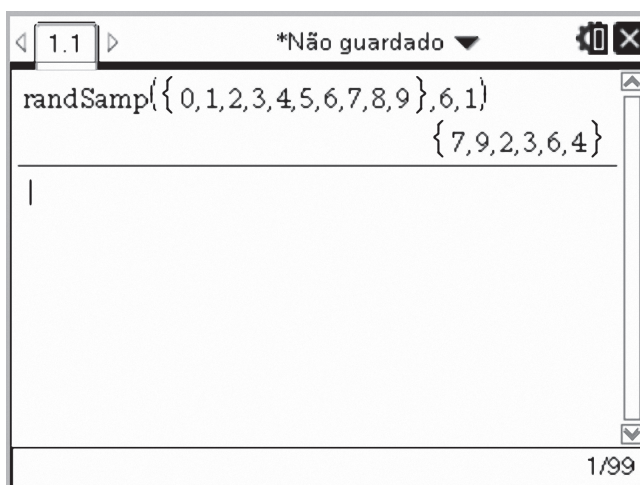 1.1 *Não guardado
randSamp({0,1,2,3,4,5,6,7,8,9},6,1)
{7,9,2,3,6,4}
1/99